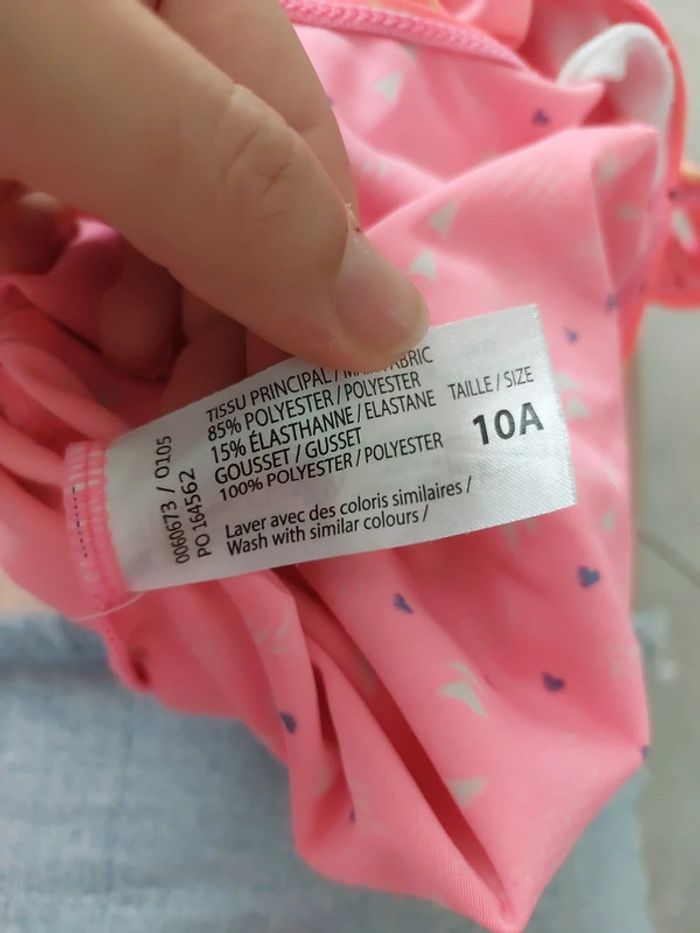 TISSU PRINCIPAL / FABRIC
85% POLYESTER / POLYESTER
15% ÉLASTHANNE / ELASTANE
GOUSSET / GUSSET
100% POLYESTER / POLYESTER
TAILLE / SIZE
10A
Laver avec des coloris similaires /
Wash with similar colours /
0060673 / 0105
PO 164562